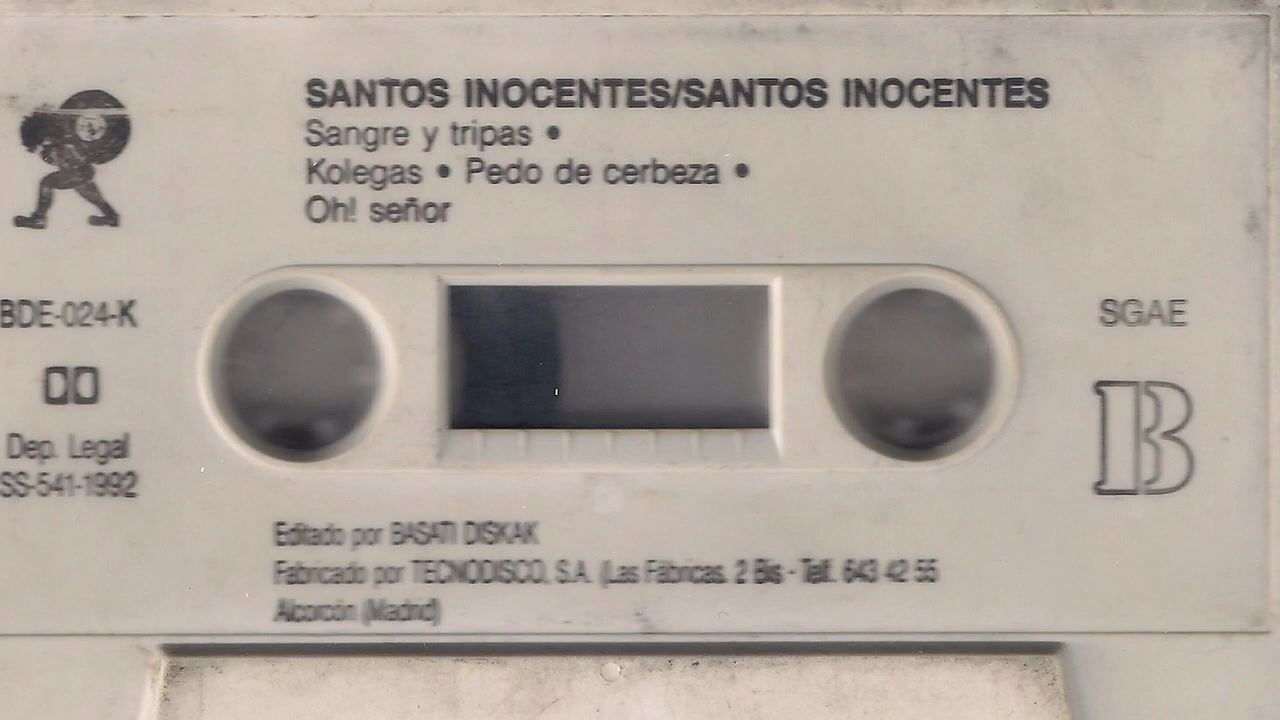 SANTOS INOCENTES/SANTOS INOCENTES
Sangre y tripas •
Kolegas • Pedo de cerbeza •
Oh! señor
BDE-024-K
SGAE
Dep. Legal
SS-541-1992
B
Editado por BASATI DISKAK
Fabricado por TECNODISCO, S.A. (Las Fábricas. 2 Bis - Telf. 643 42 55
Alcorcón (Madrid)